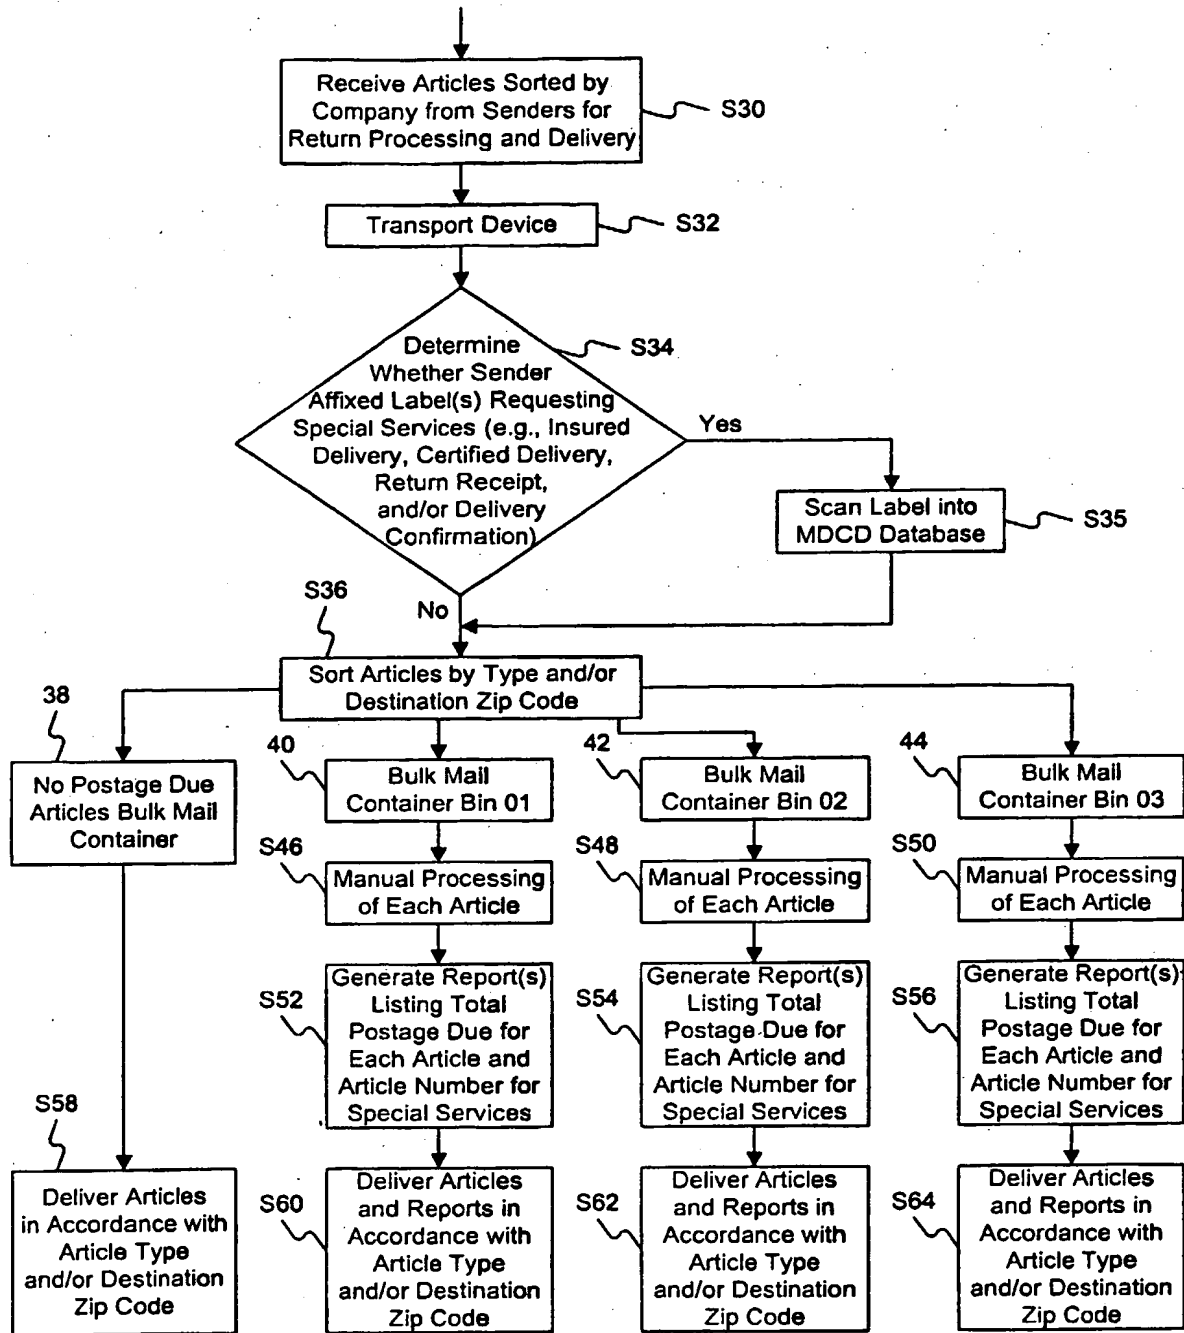 Receive Articles Sorted by
Company from Senders for
Return Processing and Delivery
S30
Transport Device
S32
Determine
Whether Sender
Affixed Label(s) Requesting
Special Services (e.g., Insured
Delivery, Certified Delivery,
Return Receipt,
and/or Delivery
Confirmation)
S34
Yes
Scan Label into
MDCD Database
S35
No
S36
Sort Articles by Type and/or
Destination Zip Code
38
No Postage Due
Articles Bulk Mail
Container
40
Bulk Mail
Container Bin 01
42
Bulk Mail
Container Bin 02
44
Bulk Mail
Container Bin 03
S46
Manual Processing
of Each Article
S48
Manual Processing
of Each Article
S50
Manual Processing
of Each Article
S52
Generate Report(s)
Listing Total
Postage Due for
Each Article and
Article Number for
Special Services
S54
Generate Report(s)
Listing Total
Postage Due for
Each Article and
Article Number for
Special Services
S56
Generate Report(s)
Listing Total
Postage Due for
Each Article and
Article Number for
Special Services
S58
Deliver Articles
in Accordance with
Article Type
and/or Destination
Zip Code
S60
Deliver Articles
and Reports in
Accordance with
Article Type
and/or Destination
Zip Code
S62
Deliver Articles
and Reports in
Accordance with
Article Type
and/or Destination
Zip Code
S64
Deliver Articles
and Reports in
Accordance with
Article Type
and/or Destination
Zip Code